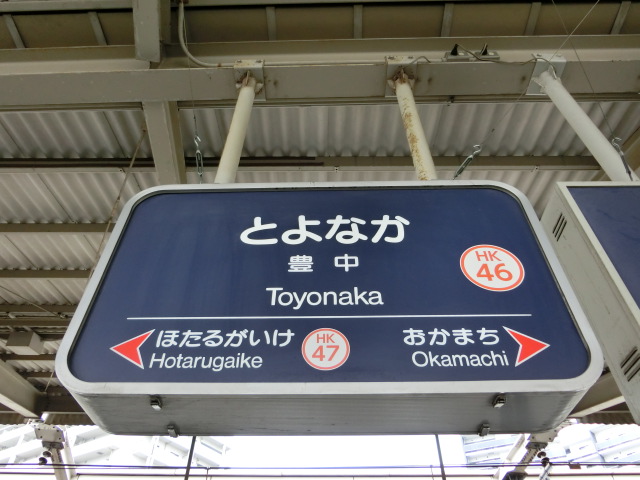 とよなか
豊中
Toyonaka
HK
46
ほたるがいけ
Hotarugaike
HK
47
おかまち
Okamachi